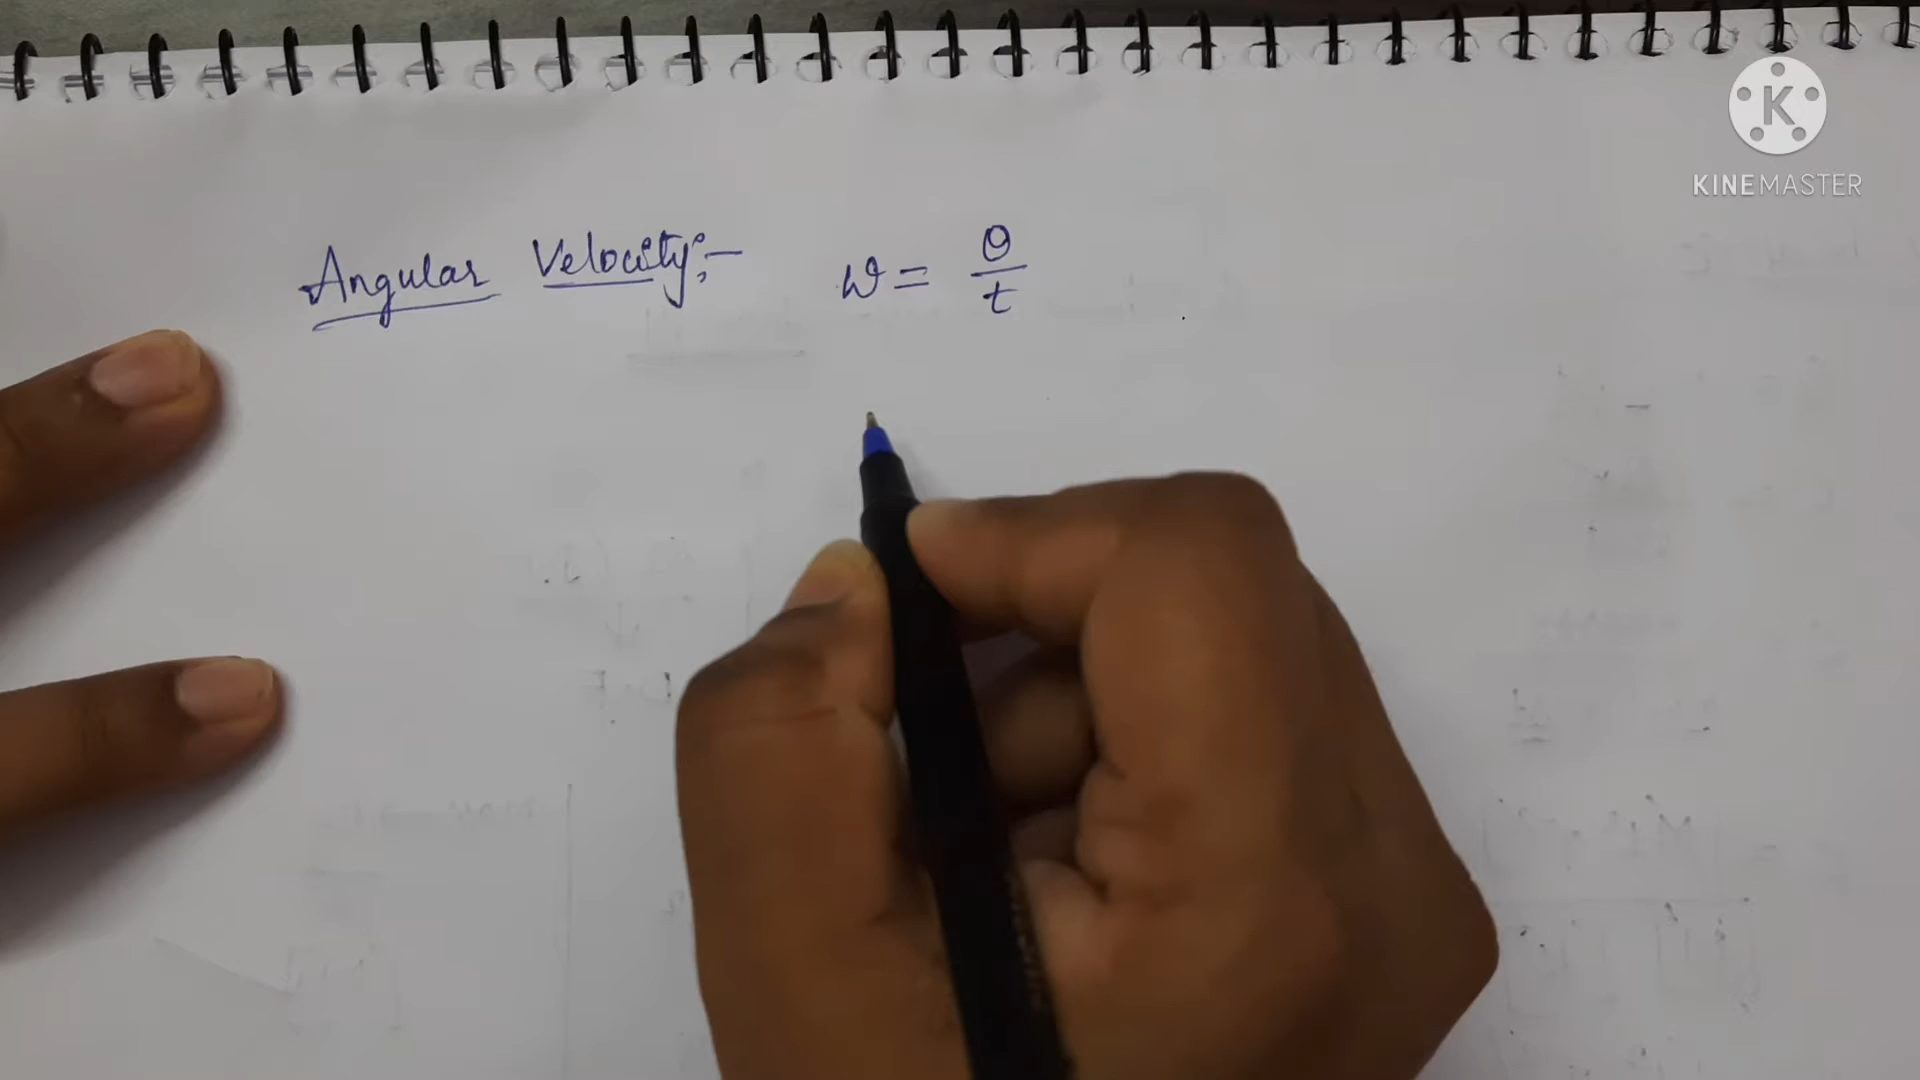 K
KINEMASTER
Angular Velocity:- ω = θ/t